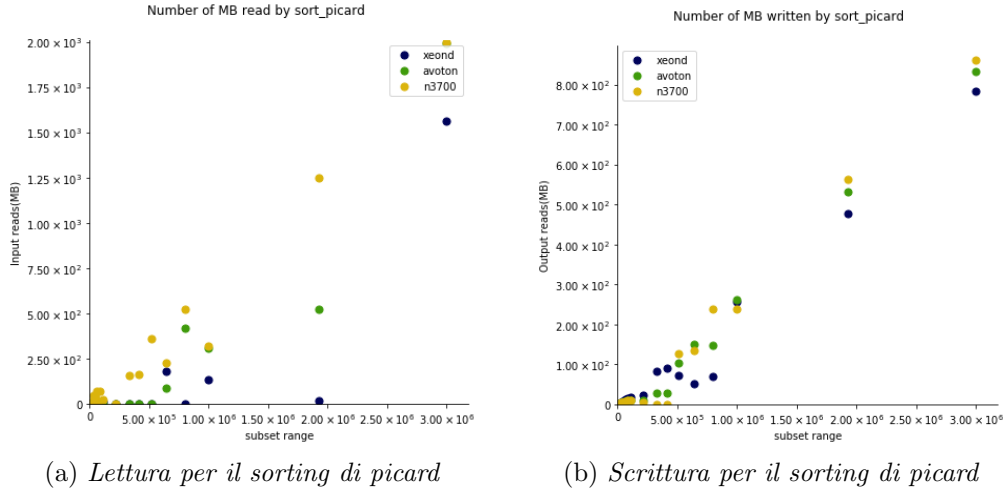 Number of MB read by sort_picard
2.00 × 10³
1.75 × 10³
1.50 × 10³
1.25 × 10³
1.00 × 10³
7.50 × 10²
5.00 × 10²
2.50 × 10²
0
Input reads(MB)
xeond
avoton
n3700
0 5.00 × 10⁵ 1.00 × 10⁶ 1.50 × 10⁶ 2.00 × 10⁶ 2.50 × 10⁶ 3.00 × 10⁶
subset range
(a) Lettura per il sorting di picard
Number of MB written by sort_picard
8.00 × 10²
7.00 × 10²
6.00 × 10²
5.00 × 10²
4.00 × 10²
3.00 × 10²
2.00 × 10²
1.00 × 10²
0
Output reads(MB)
xeond
avoton
n3700
0 5.00 × 10⁵ 1.00 × 10⁶ 1.50 × 10⁶ 2.00 × 10⁶ 2.50 × 10⁶ 3.00 × 10⁶
subset range
(b) Scrittura per il sorting di picard